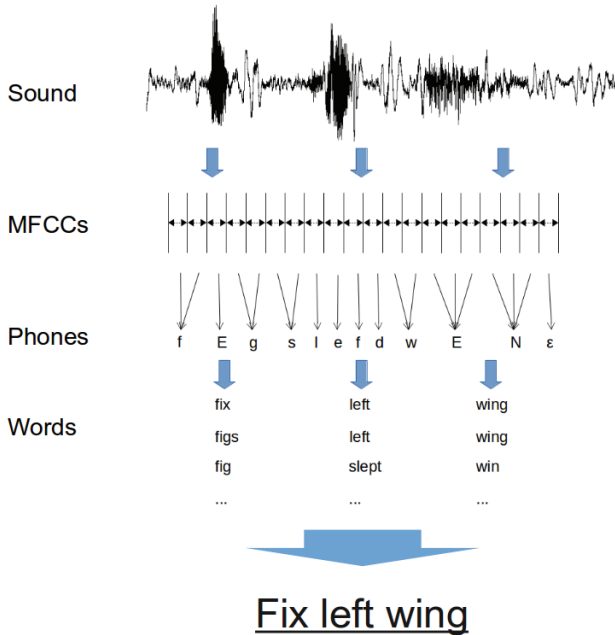 Sound
MFCCs
Phones
f E g s l e f d w E N ε
Words
fix left wing
figs left wing
fig slept win
... ... ...
Fix left wing